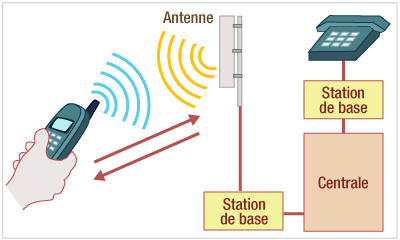 Antenne
Station
de base
Centrale
Station
de base